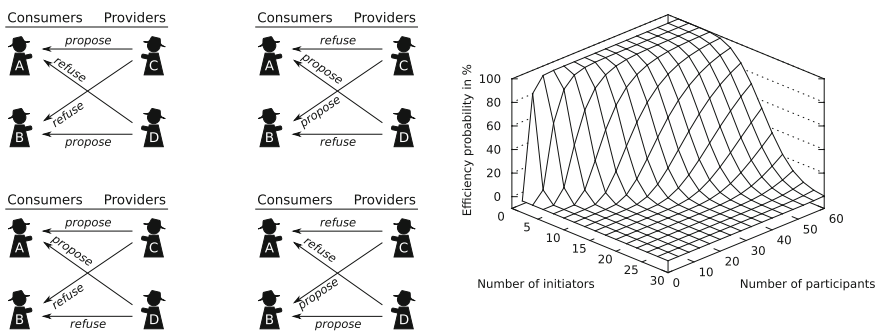 Consumers Providers
propose
A C
refuse
refuse
B D
propose
Consumers Providers
refuse
A C
propose
propose
B D
refuse
Consumers Providers
propose
A C
propose
refuse
B D
refuse
Consumers Providers
refuse
A C
refuse
propose
B D
propose
Efficiency probability in %
100
80
60
40
20
0
0
5
10
15
20
25
30
Number of initiators
0
10
20
30
40
50
60
Number of participants